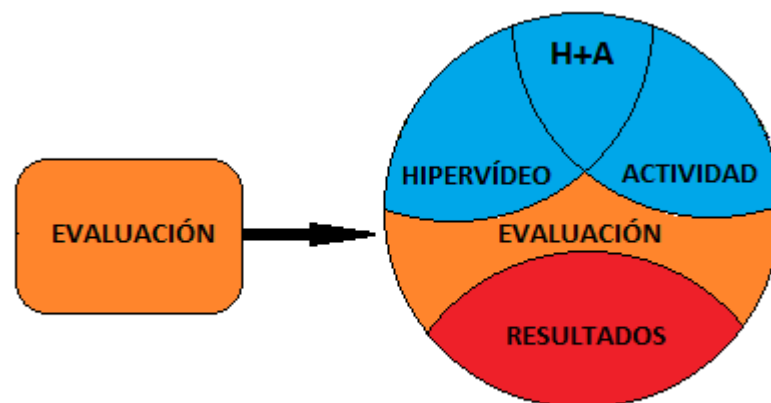 H+A
HIPERVÍDEO
ACTIVIDAD
EVALUACIÓN
EVALUACIÓN
RESULTADOS